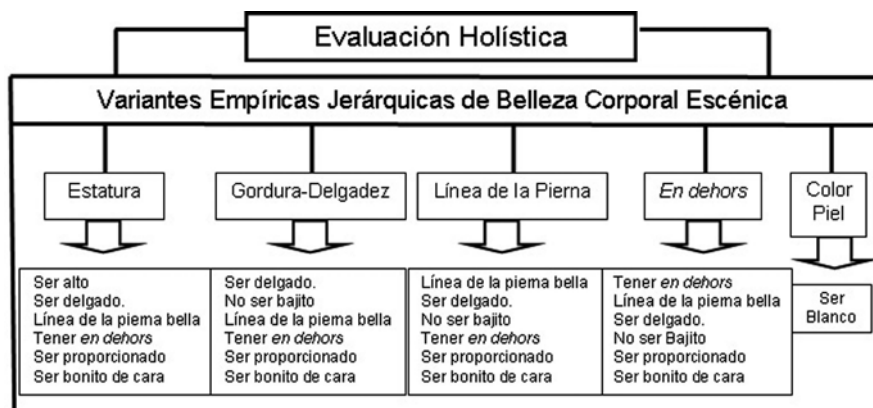 Evaluación Holística
Variantes Empíricas Jerárquicas de Belleza Corporal Escénica
Estatura
Gordura-Delgadez
Línea de la Pierna
En dehors
Color
Piel
Ser alto
Ser delgado.
Línea de la pierna bella
Tener en dehors
Ser proporcionado
Ser bonito de cara
Ser delgado.
No ser bajito
Línea de la pierna bella
Tener en dehors
Ser proporcionado
Ser bonito de cara
Línea de la pierna bella
Ser delgado.
No ser bajito
Tener en dehors
Ser proporcionado
Ser bonito de cara
Tener en dehors
Línea de la pierna bella
Ser delgado.
No ser Bajito
Ser proporcionado
Ser bonito de cara
Ser
Blanco